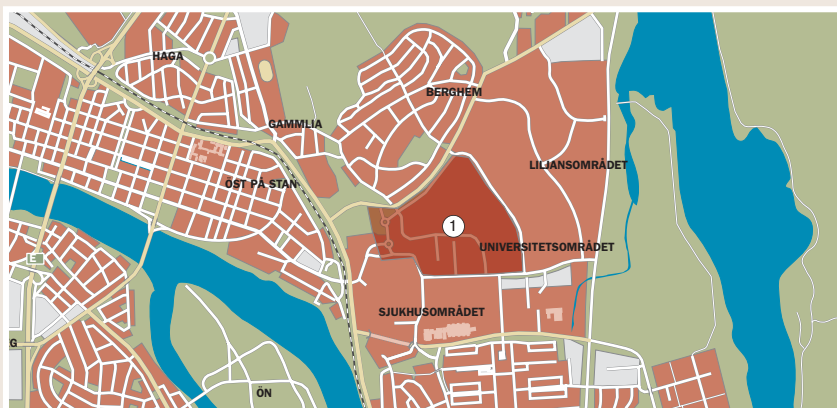 HAGA
BERGHEM
GAMMLIA
LILJANSOMRÅDET
ÖST PÅ STAN
1
UNIVERSITETSOMRÅDET
E
SJUKHUSOMRÅDET
G
ÖN